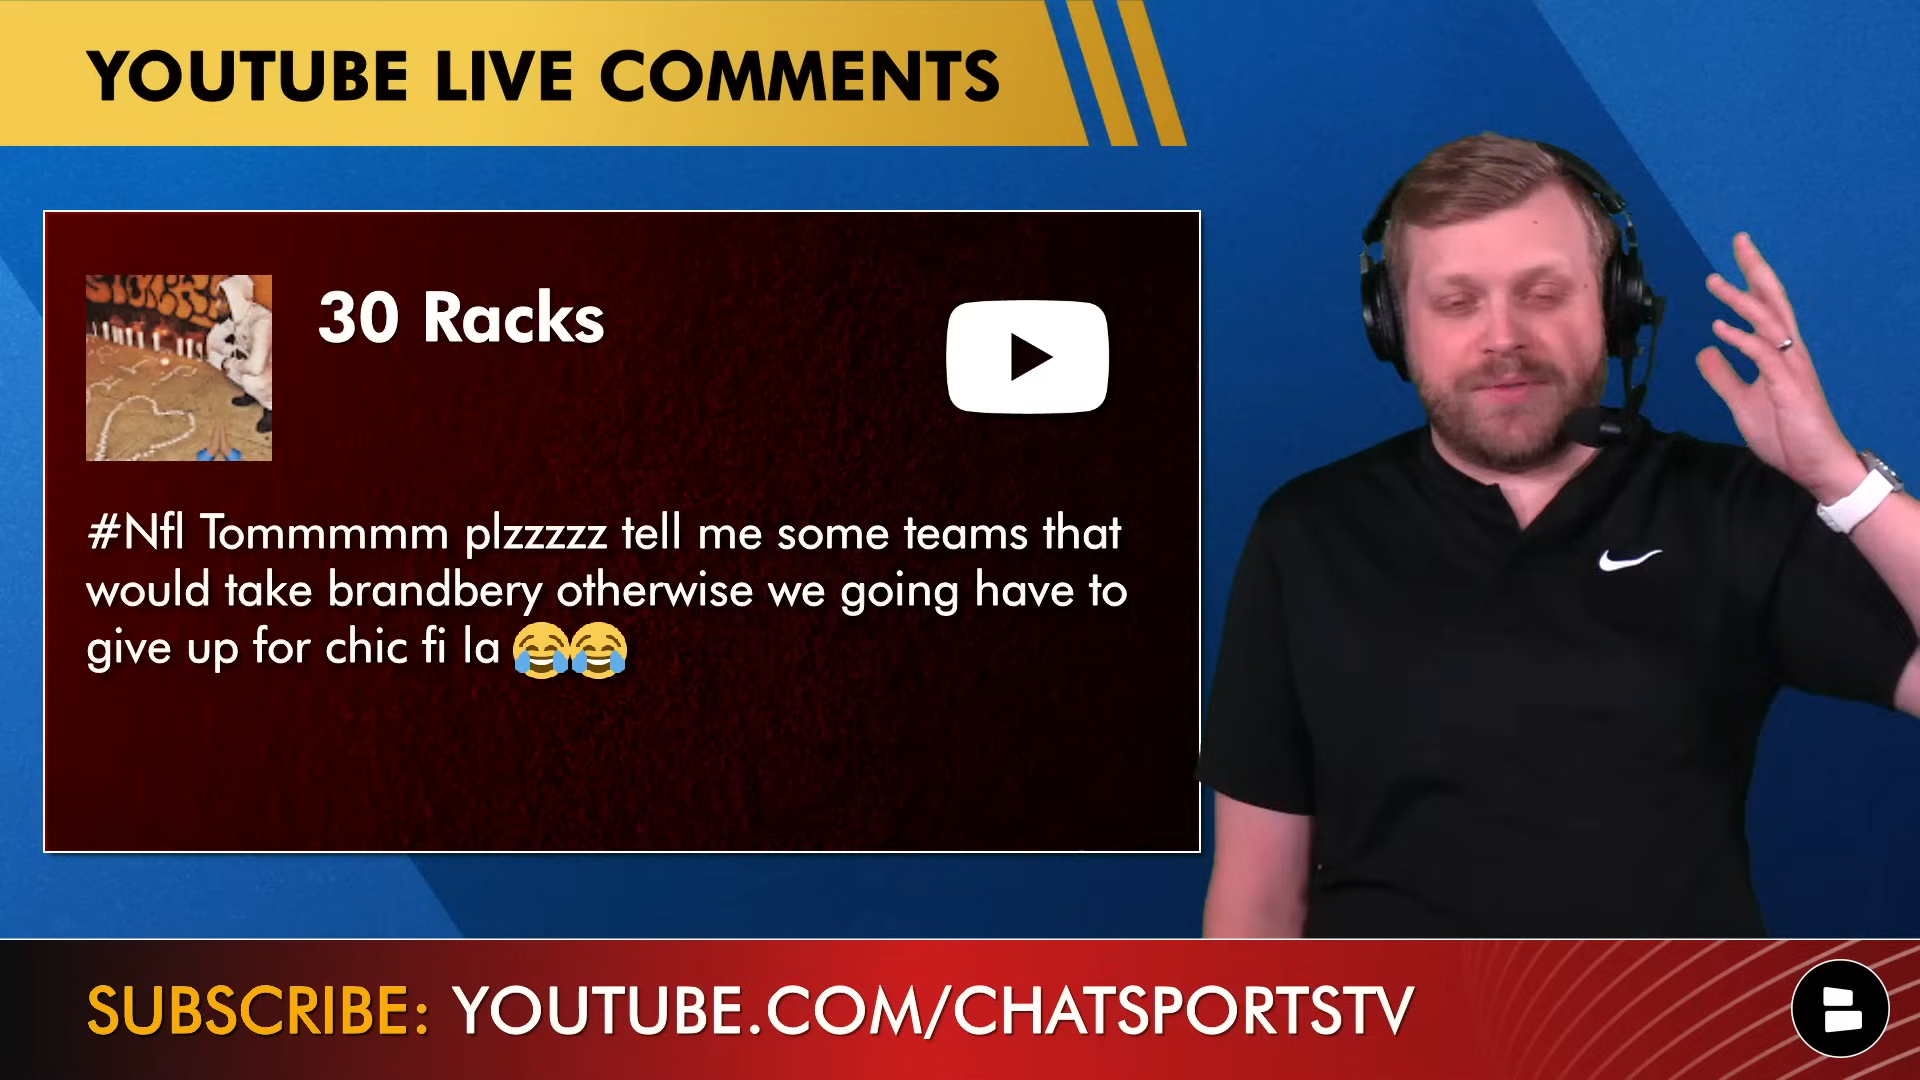 YOUTUBE LIVE COMMENTS
30 Racks
#Nfl Tommmmm plzzzzz tell me some teams that
would take brandbery otherwise we going have to
give up for chic fi la 😂😂
SUBSCRIBE: YOUTUBE.COM/CHATSPORTSTV